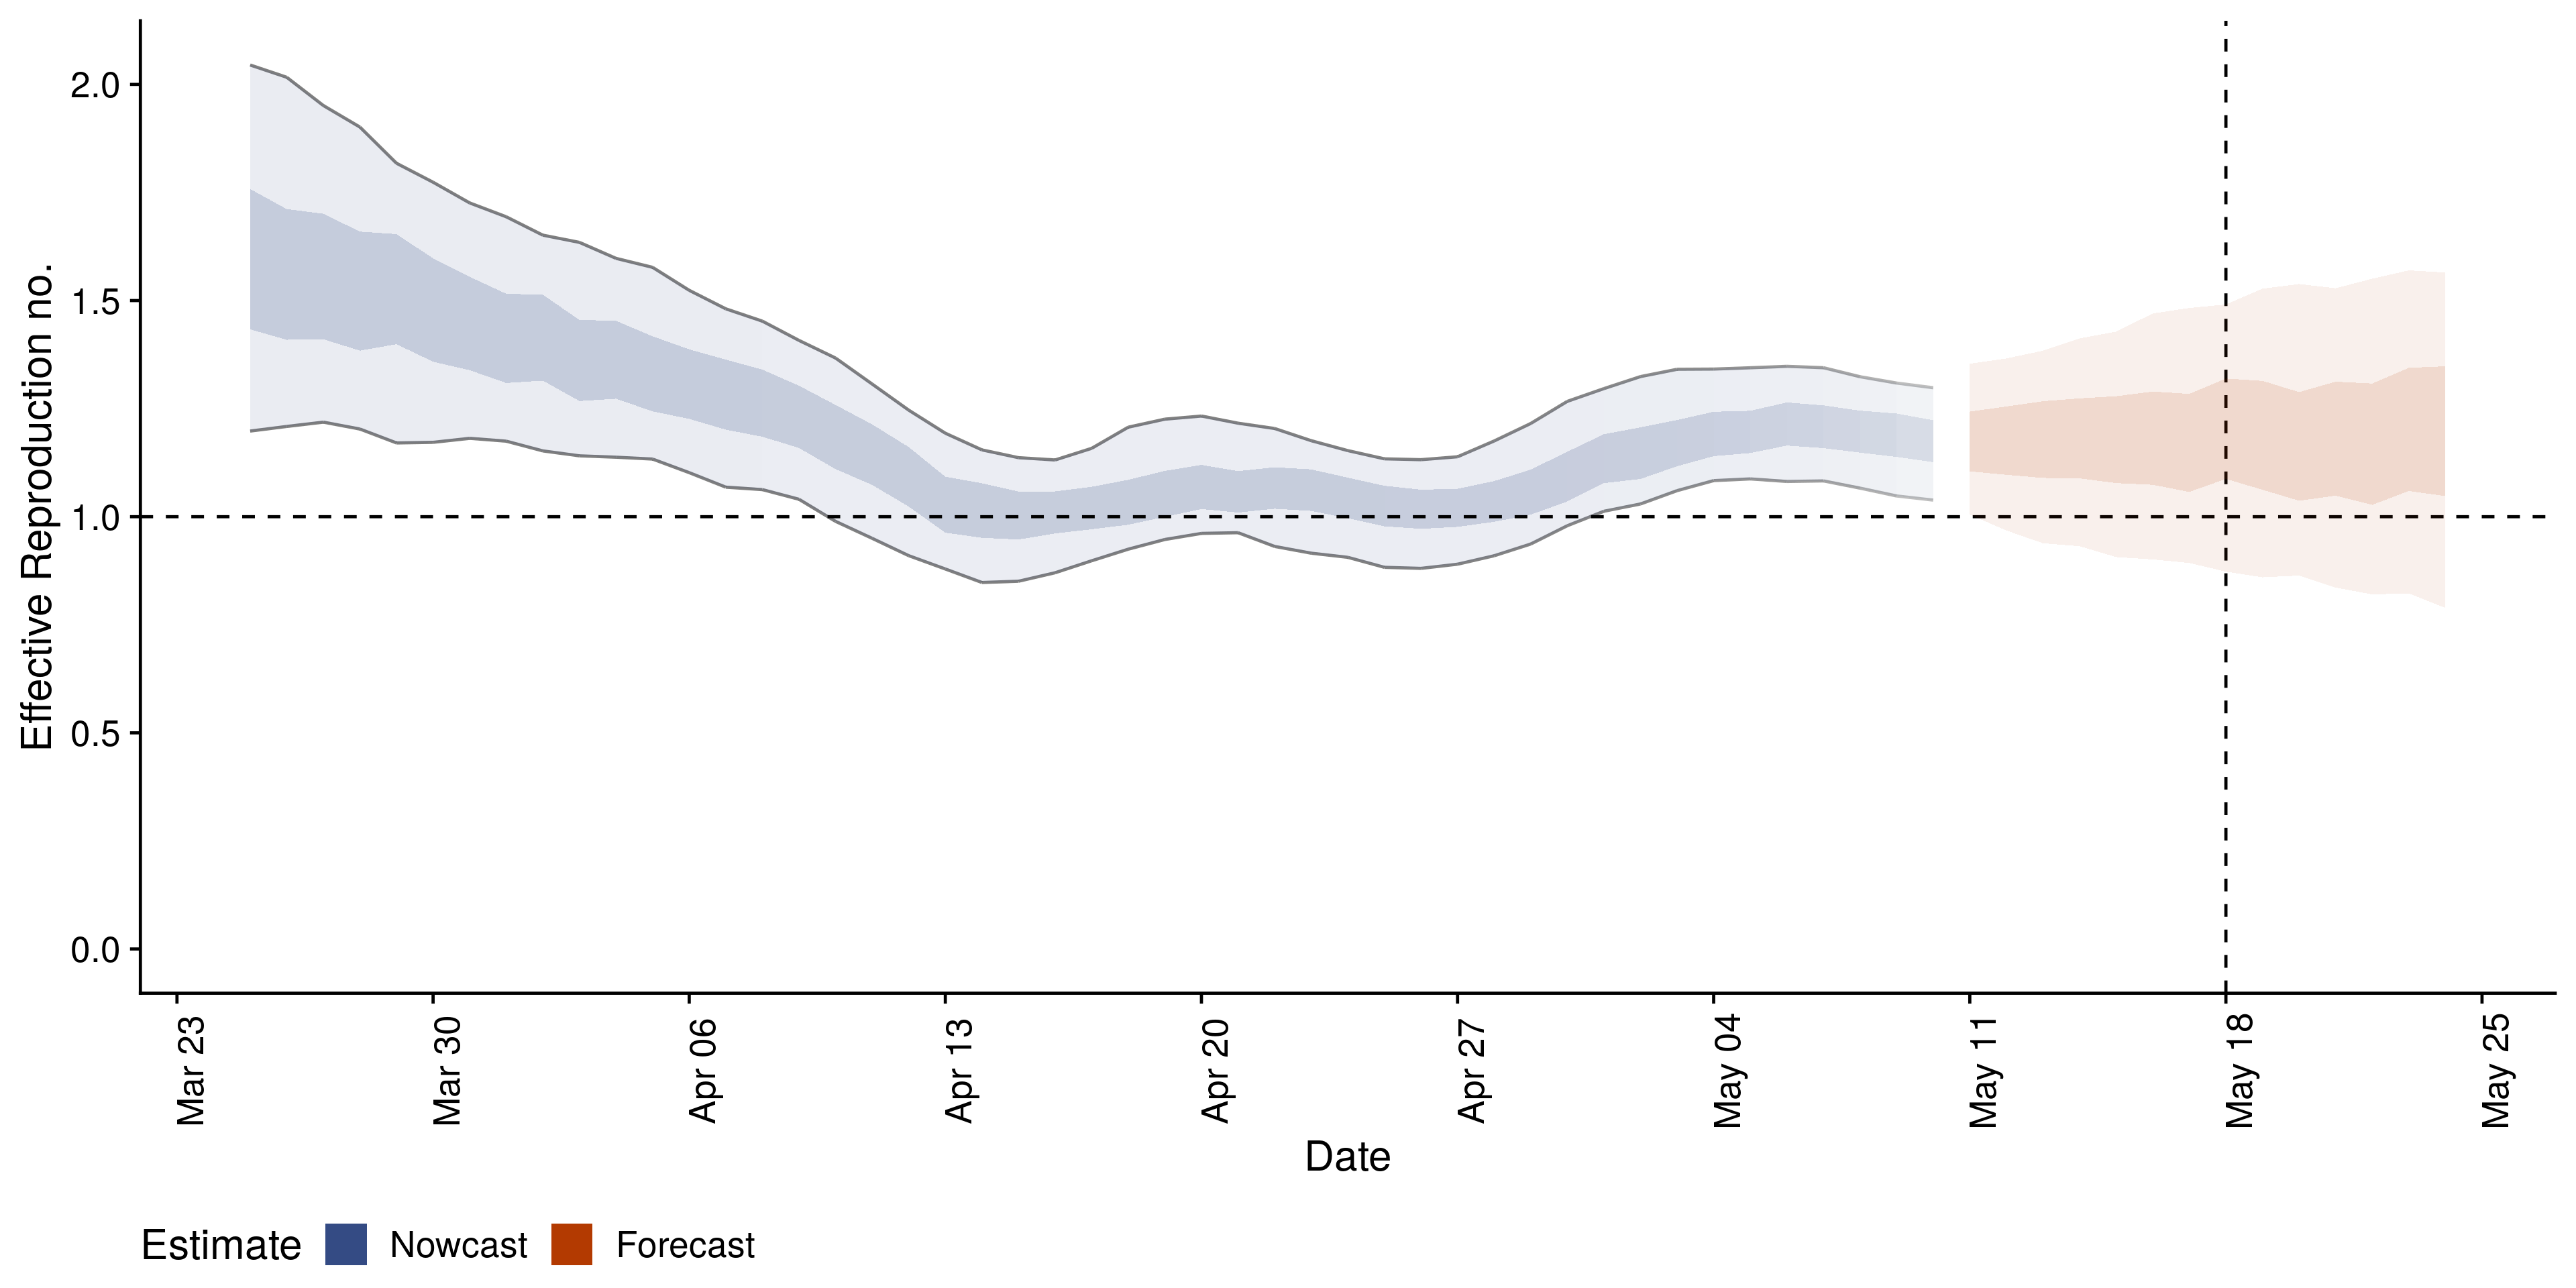 Effective Reproduction no.
2.0
1.5
1.0
0.5
0.0
Mar 23
Mar 30
Apr 06
Apr 13
Apr 20
Apr 27
May 04
May 11
May 18
May 25
Date
Estimate Nowcast Forecast